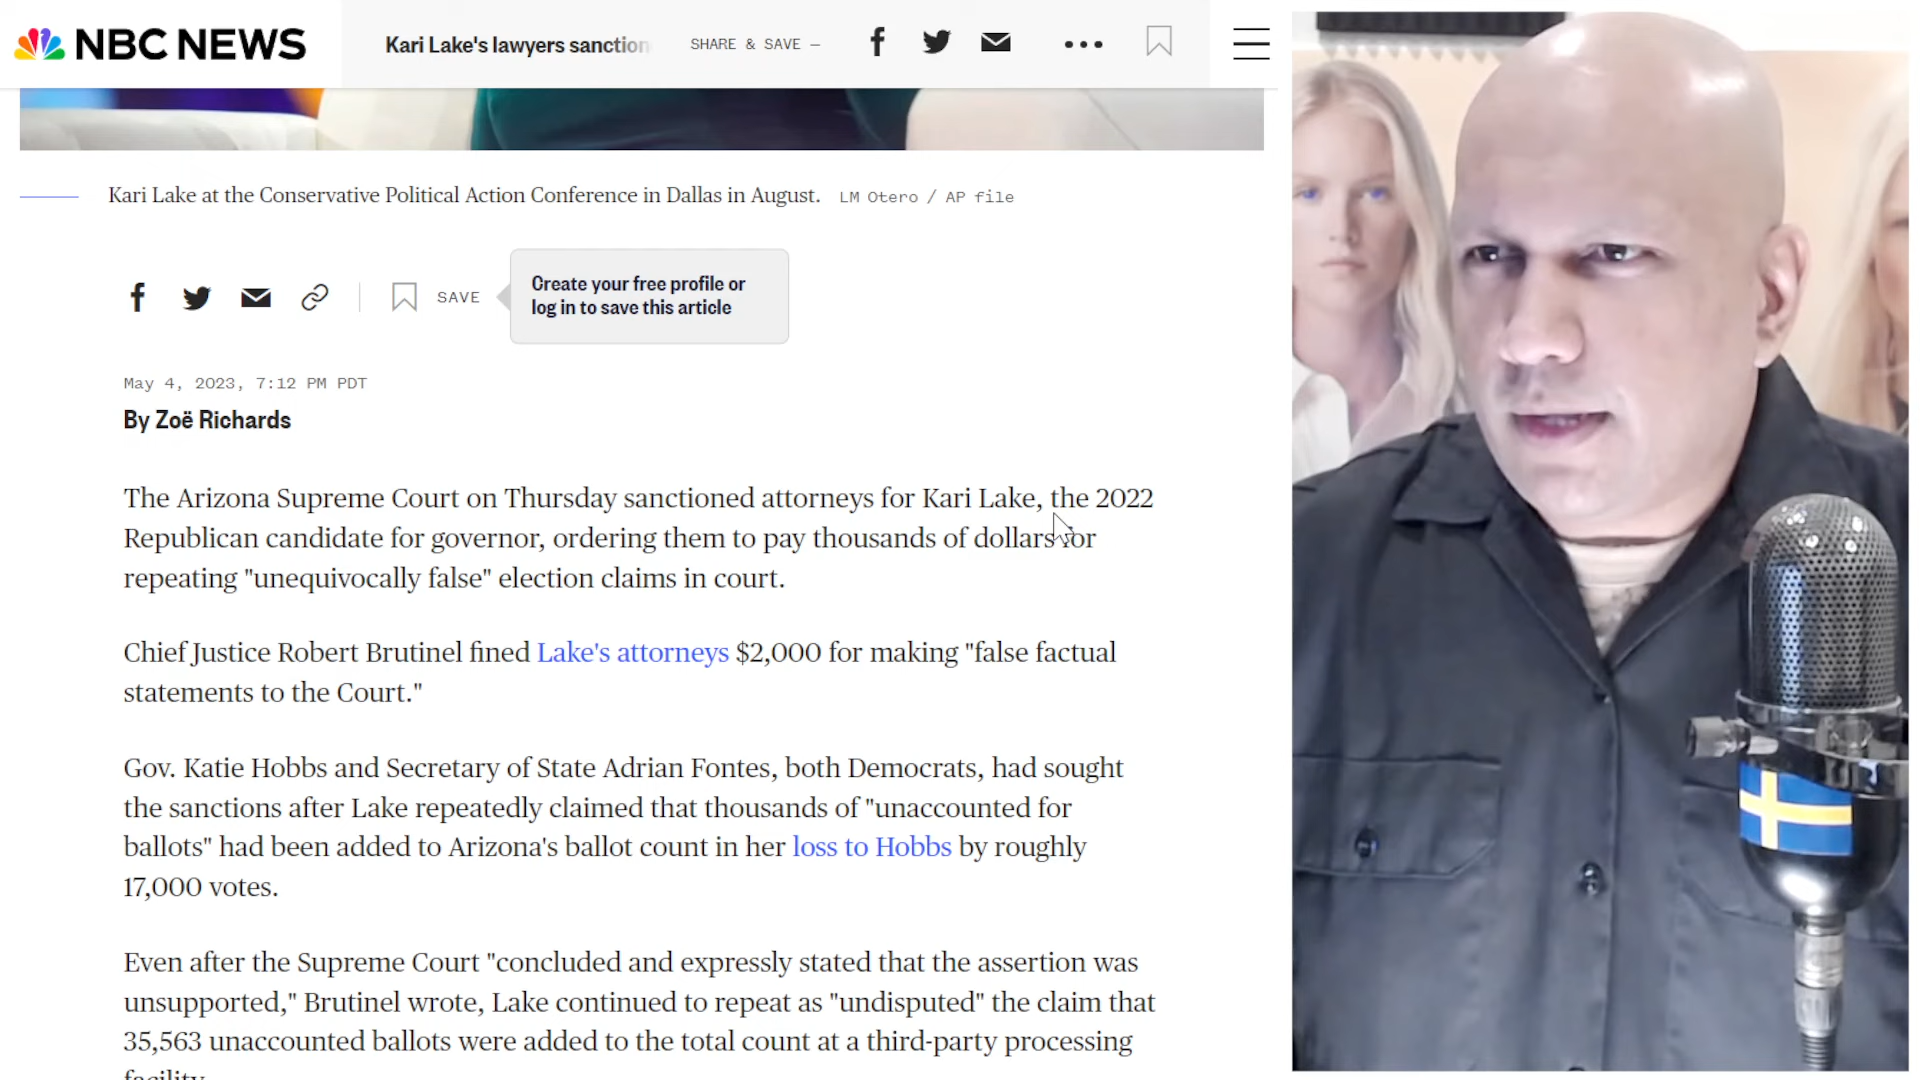 NBC NEWS
Kari Lake's lawyers sanction
SHARE & SAVE —
Kari Lake at the Conservative Political Action Conference in Dallas in August. LM Otero / AP file
SAVE
Create your free profile or
log in to save this article
May 4, 2023, 7:12 PM PDT
By Zoë Richards
The Arizona Supreme Court on Thursday sanctioned attorneys for Kari Lake, the 2022
Republican candidate for governor, ordering them to pay thousands of dollars for
repeating "unequivocally false" election claims in court.
Chief Justice Robert Brutinel fined Lake's attorneys $2,000 for making "false factual
statements to the Court."
Gov. Katie Hobbs and Secretary of State Adrian Fontes, both Democrats, had sought
the sanctions after Lake repeatedly claimed that thousands of "unaccounted for
ballots" had been added to Arizona's ballot count in her loss to Hobbs by roughly
17,000 votes.
Even after the Supreme Court "concluded and expressly stated that the assertion was
unsupported," Brutinel wrote, Lake continued to repeat as "undisputed" the claim that
35,563 unaccounted ballots were added to the total count at a third-party processing
facility.